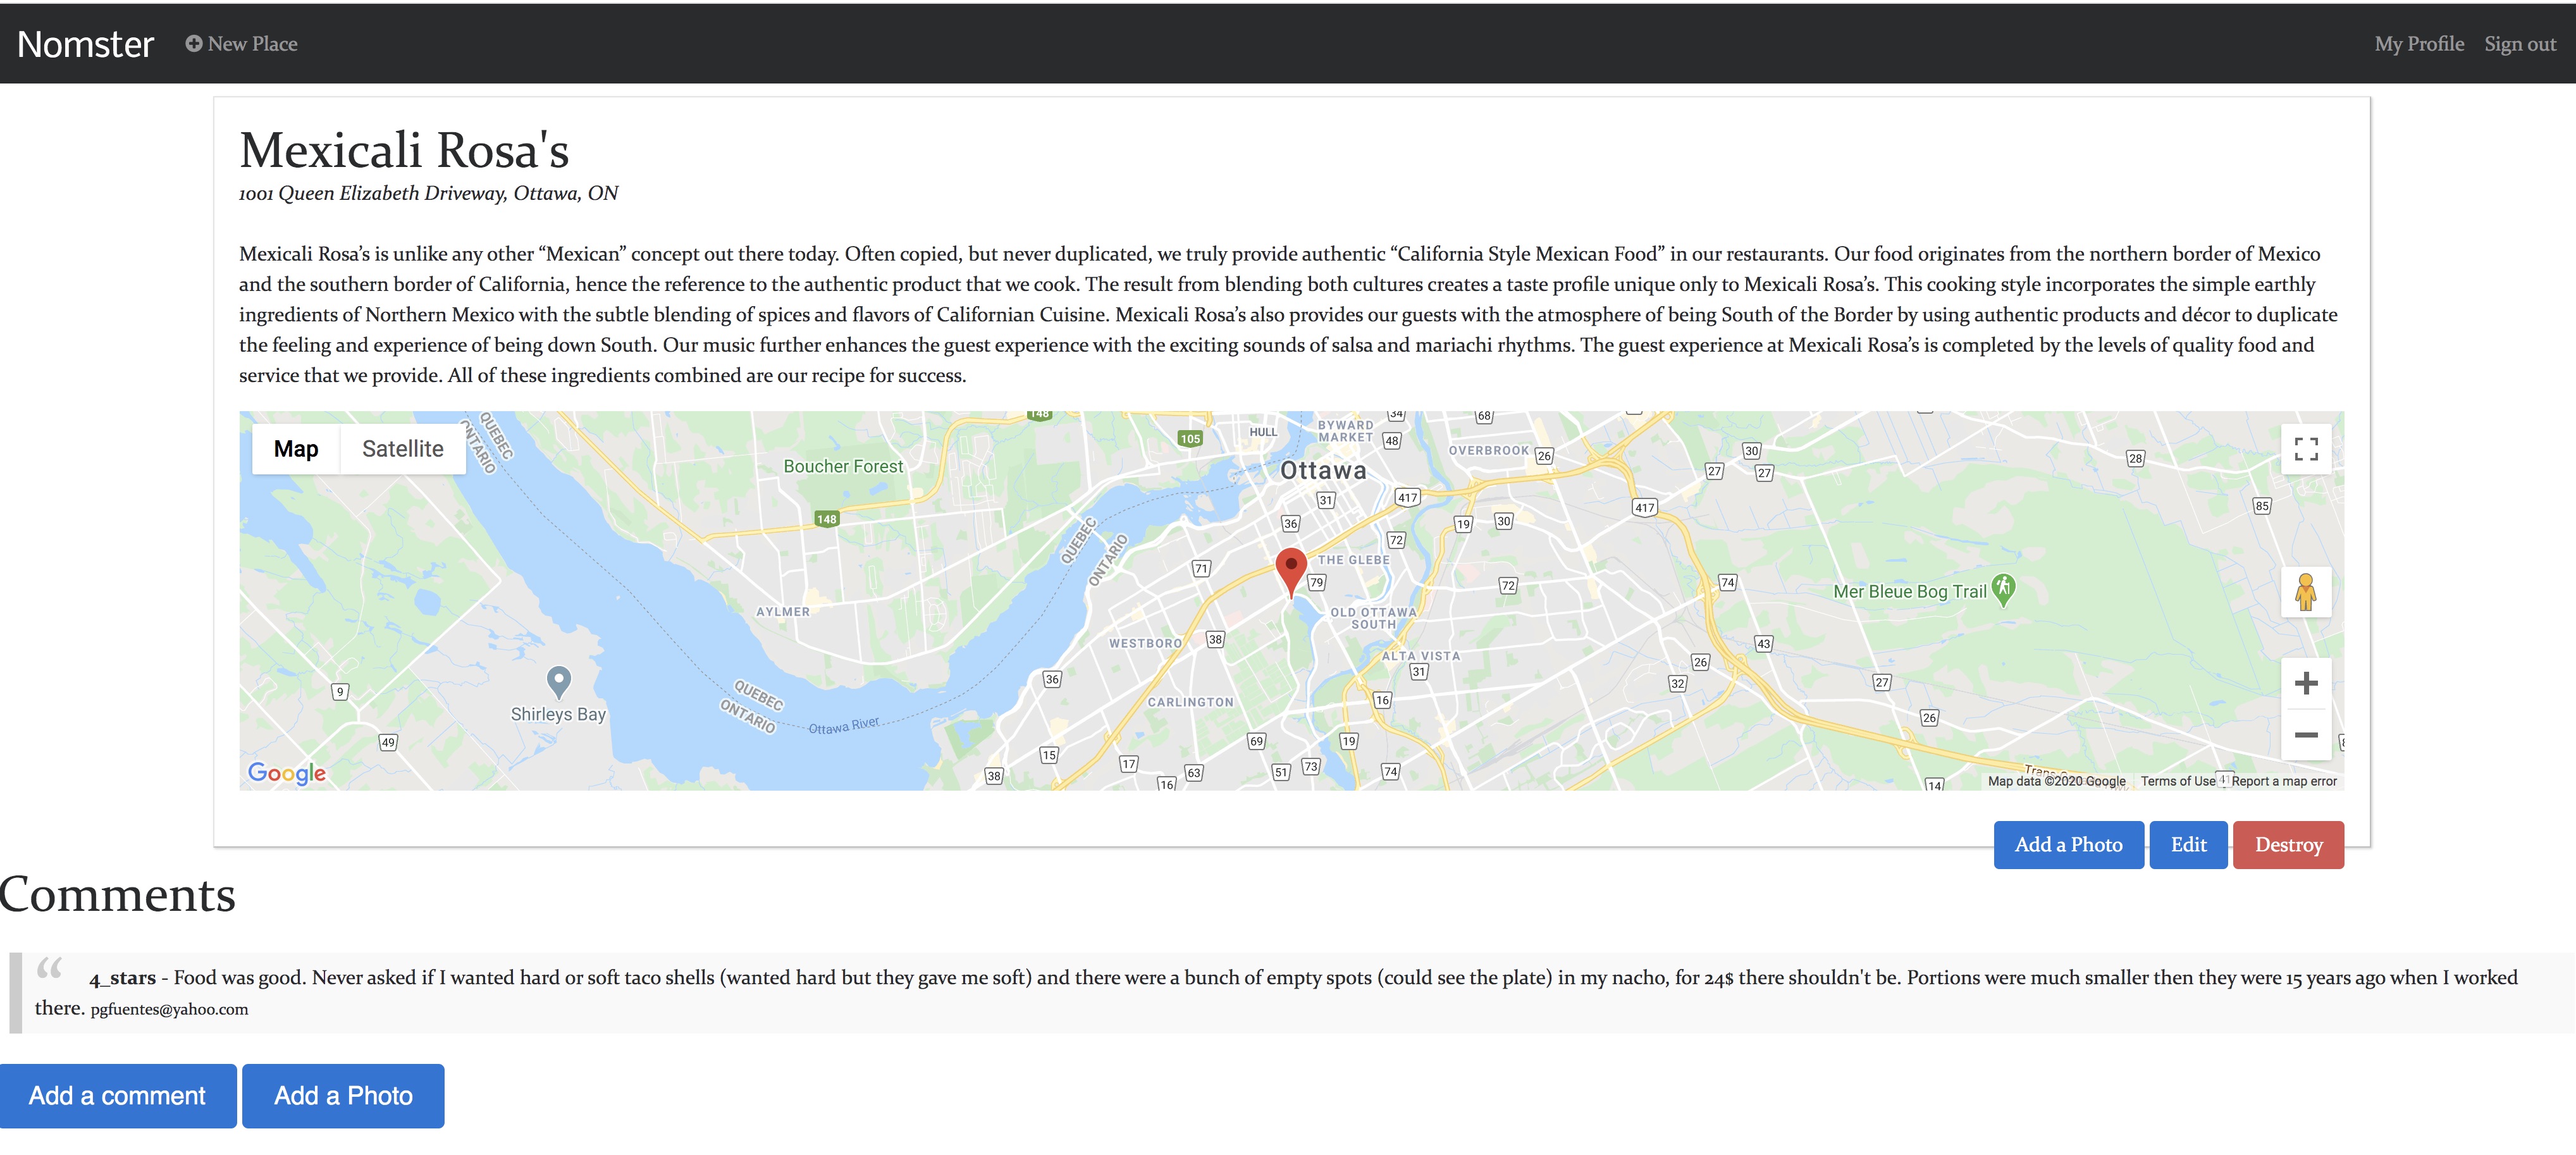 Nomster New Place My Profile Sign out
Mexicali Rosa's
1001 Queen Elizabeth Driveway, Ottawa, ON
Mexicali Rosa’s is unlike any other “Mexican” concept out there today. Often copied, but never duplicated, we truly provide authentic “California Style Mexican Food” in our restaurants. Our food originates from the northern border of Mexico
and the southern border of California, hence the reference to the authentic product that we cook. The result from blending both cultures creates a taste profile unique only to Mexicali Rosa’s. This cooking style incorporates the simple earthly
ingredients of Northern Mexico with the subtle blending of spices and flavors of Californian Cuisine. Mexicali Rosa’s also provides our guests with the atmosphere of being South of the Border by using authentic products and décor to duplicate
the feeling and experience of being down South. Our music further enhances the guest experience with the exciting sounds of salsa and mariachi rhythms. The guest experience at Mexicali Rosa’s is completed by the levels of quality food and
service that we provide. All of these ingredients combined are our recipe for success.
Map Satellite
QUEBEC
ONTARIO
148
105
HULL
BYWARD
MARKET
34
48
68
OVERBROOK 26
30
27 27
28
85
Boucher Forest
Ottawa
31
417
417
148
36
19 30
QUEBEC
ONTARIO
72
THE GLEBE
71
79
72
74
Mer Bleue Bog Trail
AYLMER
OLD OTTAWA
SOUTH
WESTBORO 38
43
ALTA VISTA
31
26
36
32
27
9
Shirleys Bay
QUEBEC
ONTARIO
CARLINGTON
16
26
Ottawa River
49
69
19
15
17
63
51 73
74
38
16
14
Google
Map data ©2020 Google Terms of Use Report a map error
Add a Photo Edit Destroy
Comments
“ 4_stars - Food was good. Never asked if I wanted hard or soft taco shells (wanted hard but they gave me soft) and there were a bunch of empty spots (could see the plate) in my nacho, for 24$ there shouldn't be. Portions were much smaller then they were 15 years ago when I worked
there. pgfuentes@yahoo.com
Add a comment Add a Photo